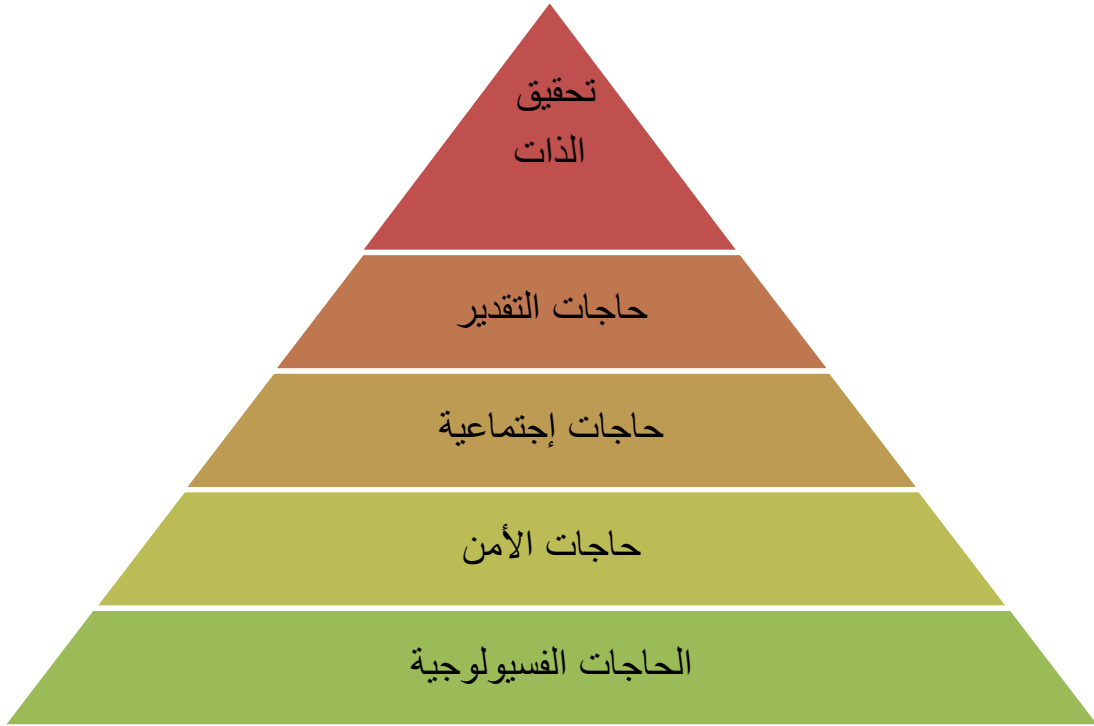 تحقيق
الذات
حاجات التقدير
حاجات إجتماعية
حاجات الأمن
الحاجات الفسيولوجية